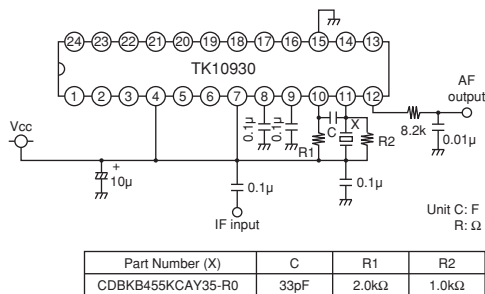 24 23 22 21 20 19 18 17 16 15 14 13
TK10930
1 2 3 4 5 6 7 8 9 10 11 12
AF
output
Vcc
0.1μ
0.1μ
C
X
R1
R2
8.2k
0.01μ
+
10μ
0.1μ
0.1μ
IF input
Unit C: F
R: Ω
Part Number (X) C R1 R2
CDBKB455KCAY35-R0 33pF 2.0kΩ 1.0kΩ